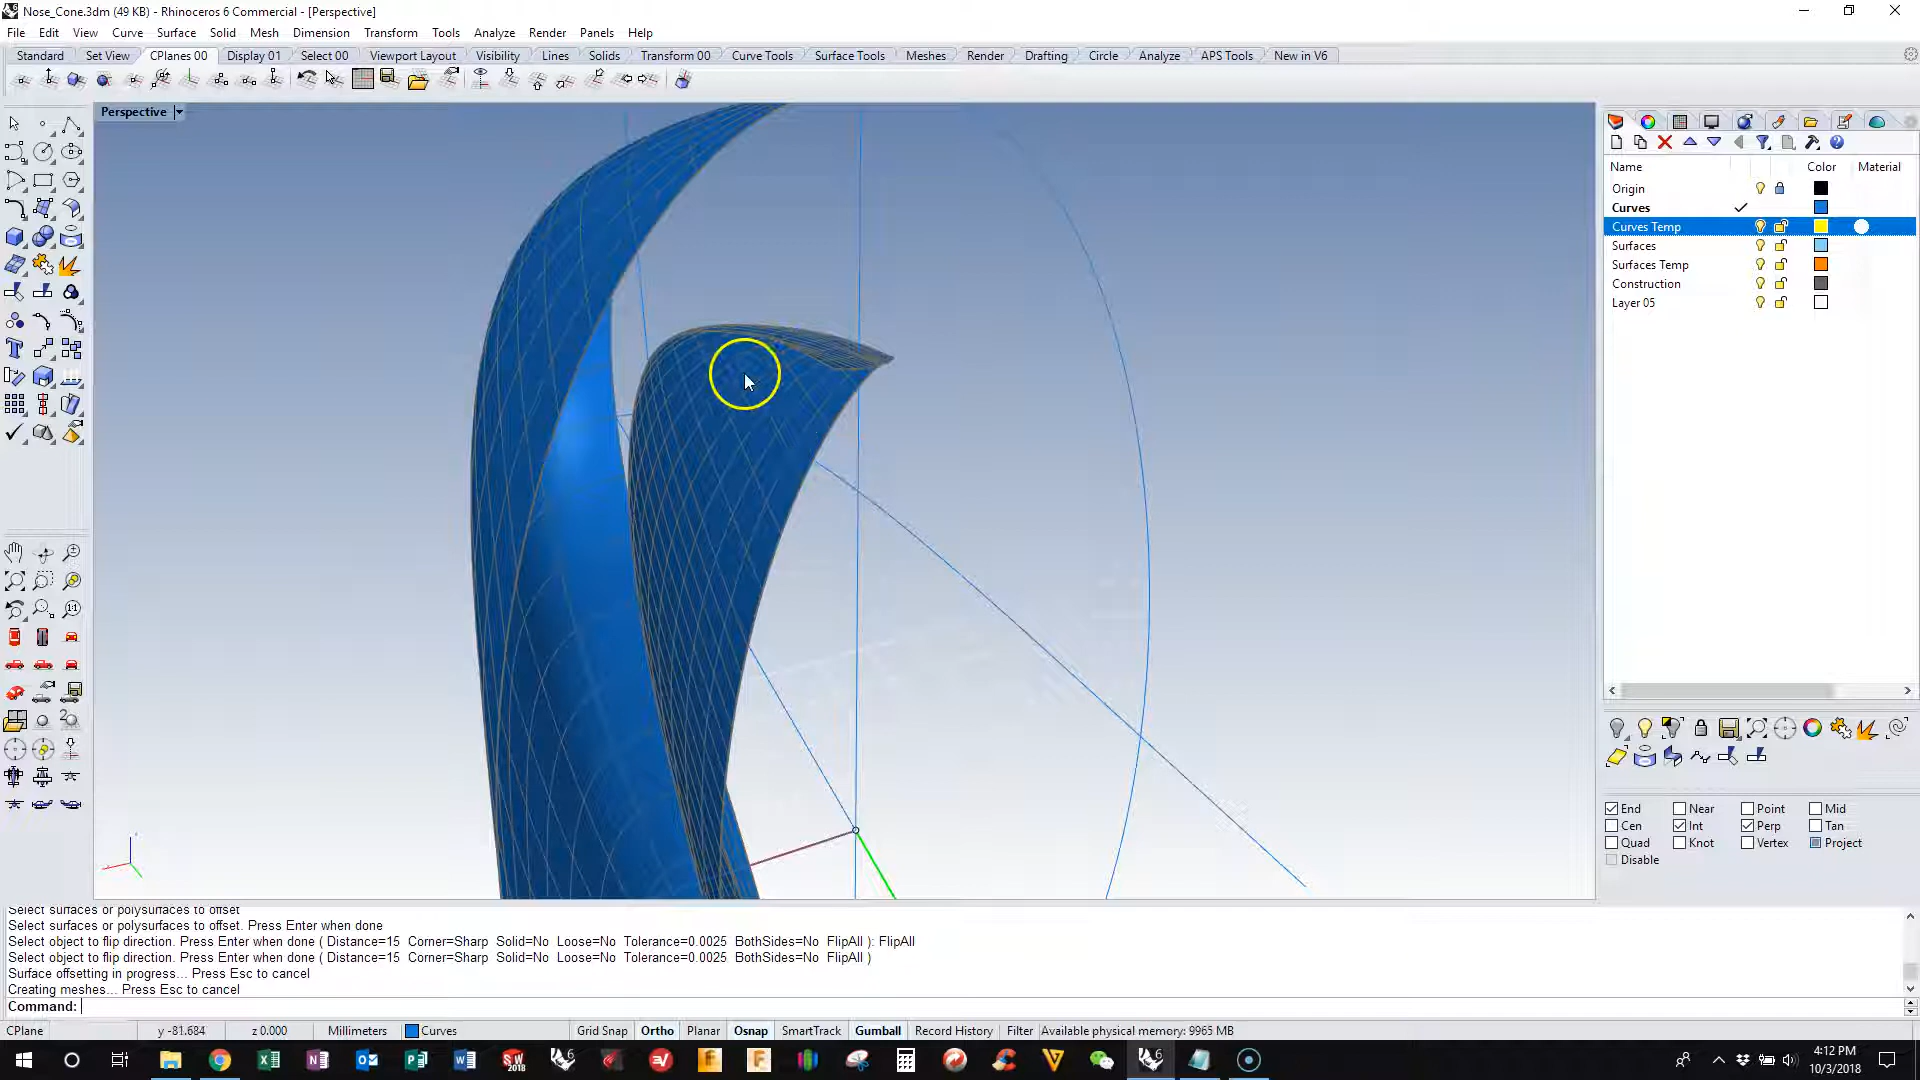 Nose_Cone.3dm (49 KB) - Rhinoceros 6 Commercial - [Perspective]
File Edit View Curve Surface Solid Mesh Dimension Transform Tools Analyze Render Panels Help
Standard Set View CPlanes 00 Display 01 Select 00 Viewport Layout Visibility Lines Solids Transform 00 Curve Tools Surface Tools Meshes Render Drafting Circle Analyze APS Tools New in V6
Perspective
Name Color Material
Origin
Curves
Curves Temp
Surfaces
Surfaces Temp
Construction
Layer 05
End Near Point Mid
Cen Int Perp Tan
Quad Knot Vertex Project
Disable
Select surfaces or polysurfaces to offset
Select surfaces or polysurfaces to offset. Press Enter when done
Select object to flip direction. Press Enter when done ( Distance=15 Corner=Sharp Solid=No Loose=No Tolerance=0.0025 BothSides=No FlipAll ): FlipAll
Select object to flip direction. Press Enter when done ( Distance=15 Corner=Sharp Solid=No Loose=No Tolerance=0.0025 BothSides=No FlipAll )
Surface offsetting in progress... Press Esc to cancel
Creating meshes... Press Esc to cancel
Command:
CPlane y -81.684 z 0.000 Millimeters Curves Grid Snap Ortho Planar Osnap SmartTrack Gumball Record History Filter Available physical memory: 9965 MB
4:12 PM
10/3/2018